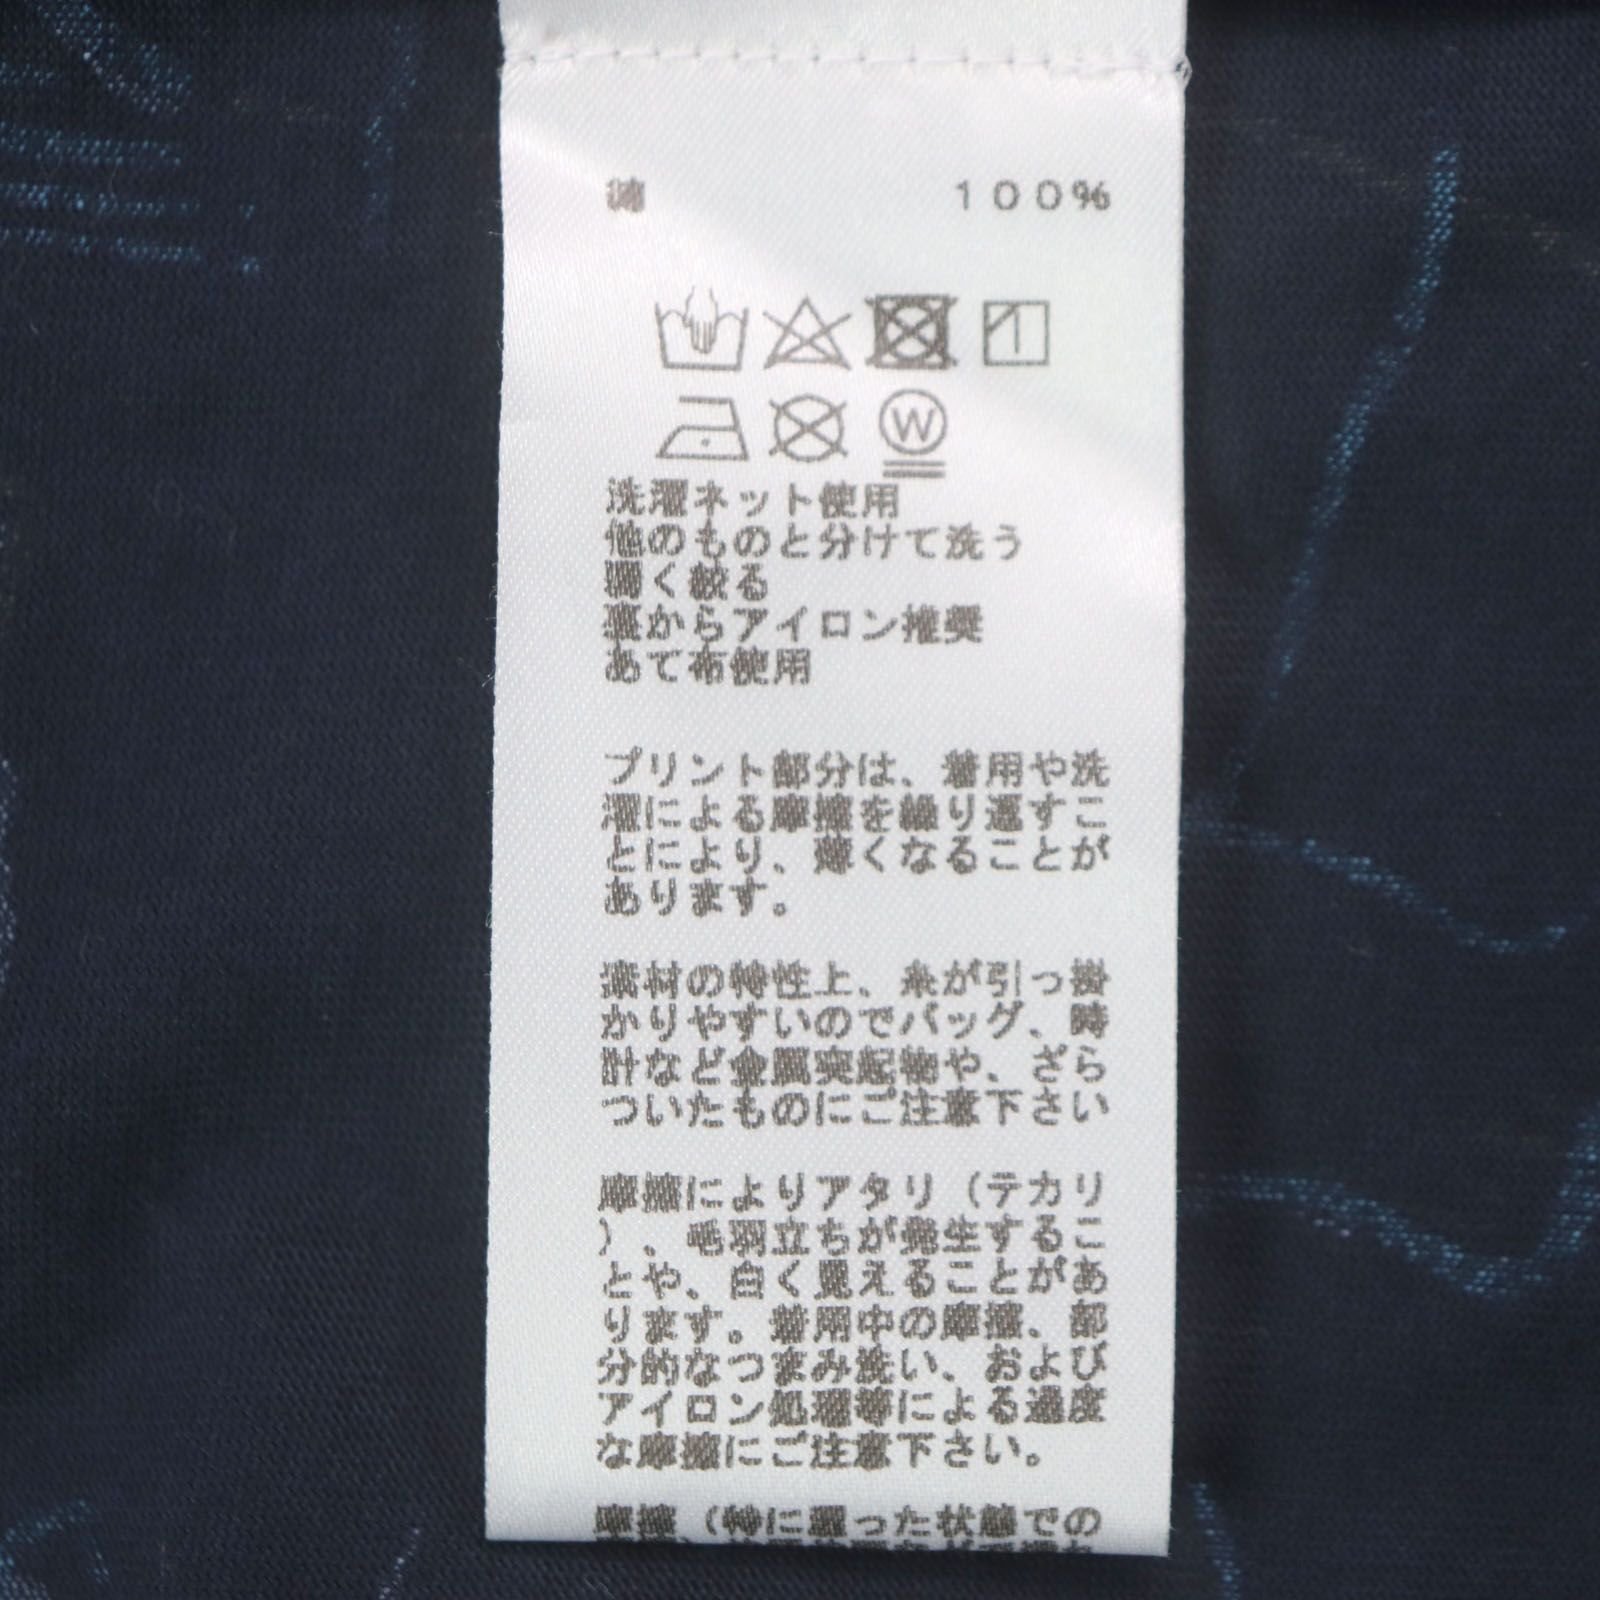 綿 100%
洗濯ネット使用
他のものと分けて洗う
弱く絞る
裏からアイロン推奨
あて布使用
プリント部分は、着用や洗
濯による摩擦を繰り返すこ
とにより、薄くなることが
あります。
素材の特性上、糸が引っ掛
かりやすいのでバッグ、時
計など金属突起物や、ざら
ついたものにご注意下さい
摩擦によりアタリ（テカリ
）、毛羽立ちが発生するこ
とや、白く見えることがあ
ります。着用中の摩擦、部
分的なつまみ洗い、および
アイロン処理等による過度
な摩擦にご注意下さい。
摩擦（特に湿った状態での